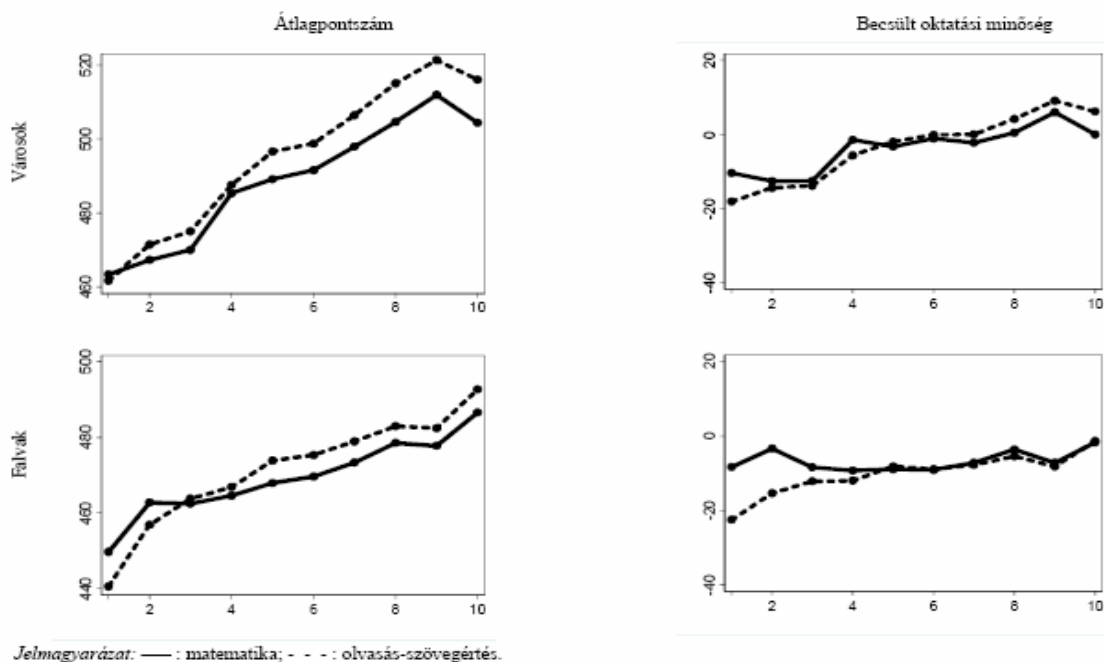 Átlagpontszám Becsült oktatási minőség
Városok
520
500
480
460
2 4 6 8 10
20
0
-20
-40
2 4 6 8 10
Falvak
500
480
460
440
2 4 6 8 10
20
0
-20
-40
2 4 6 8 10
Jelmagyarázat: —— : matematika; - - - : olvasás-szövegértés.